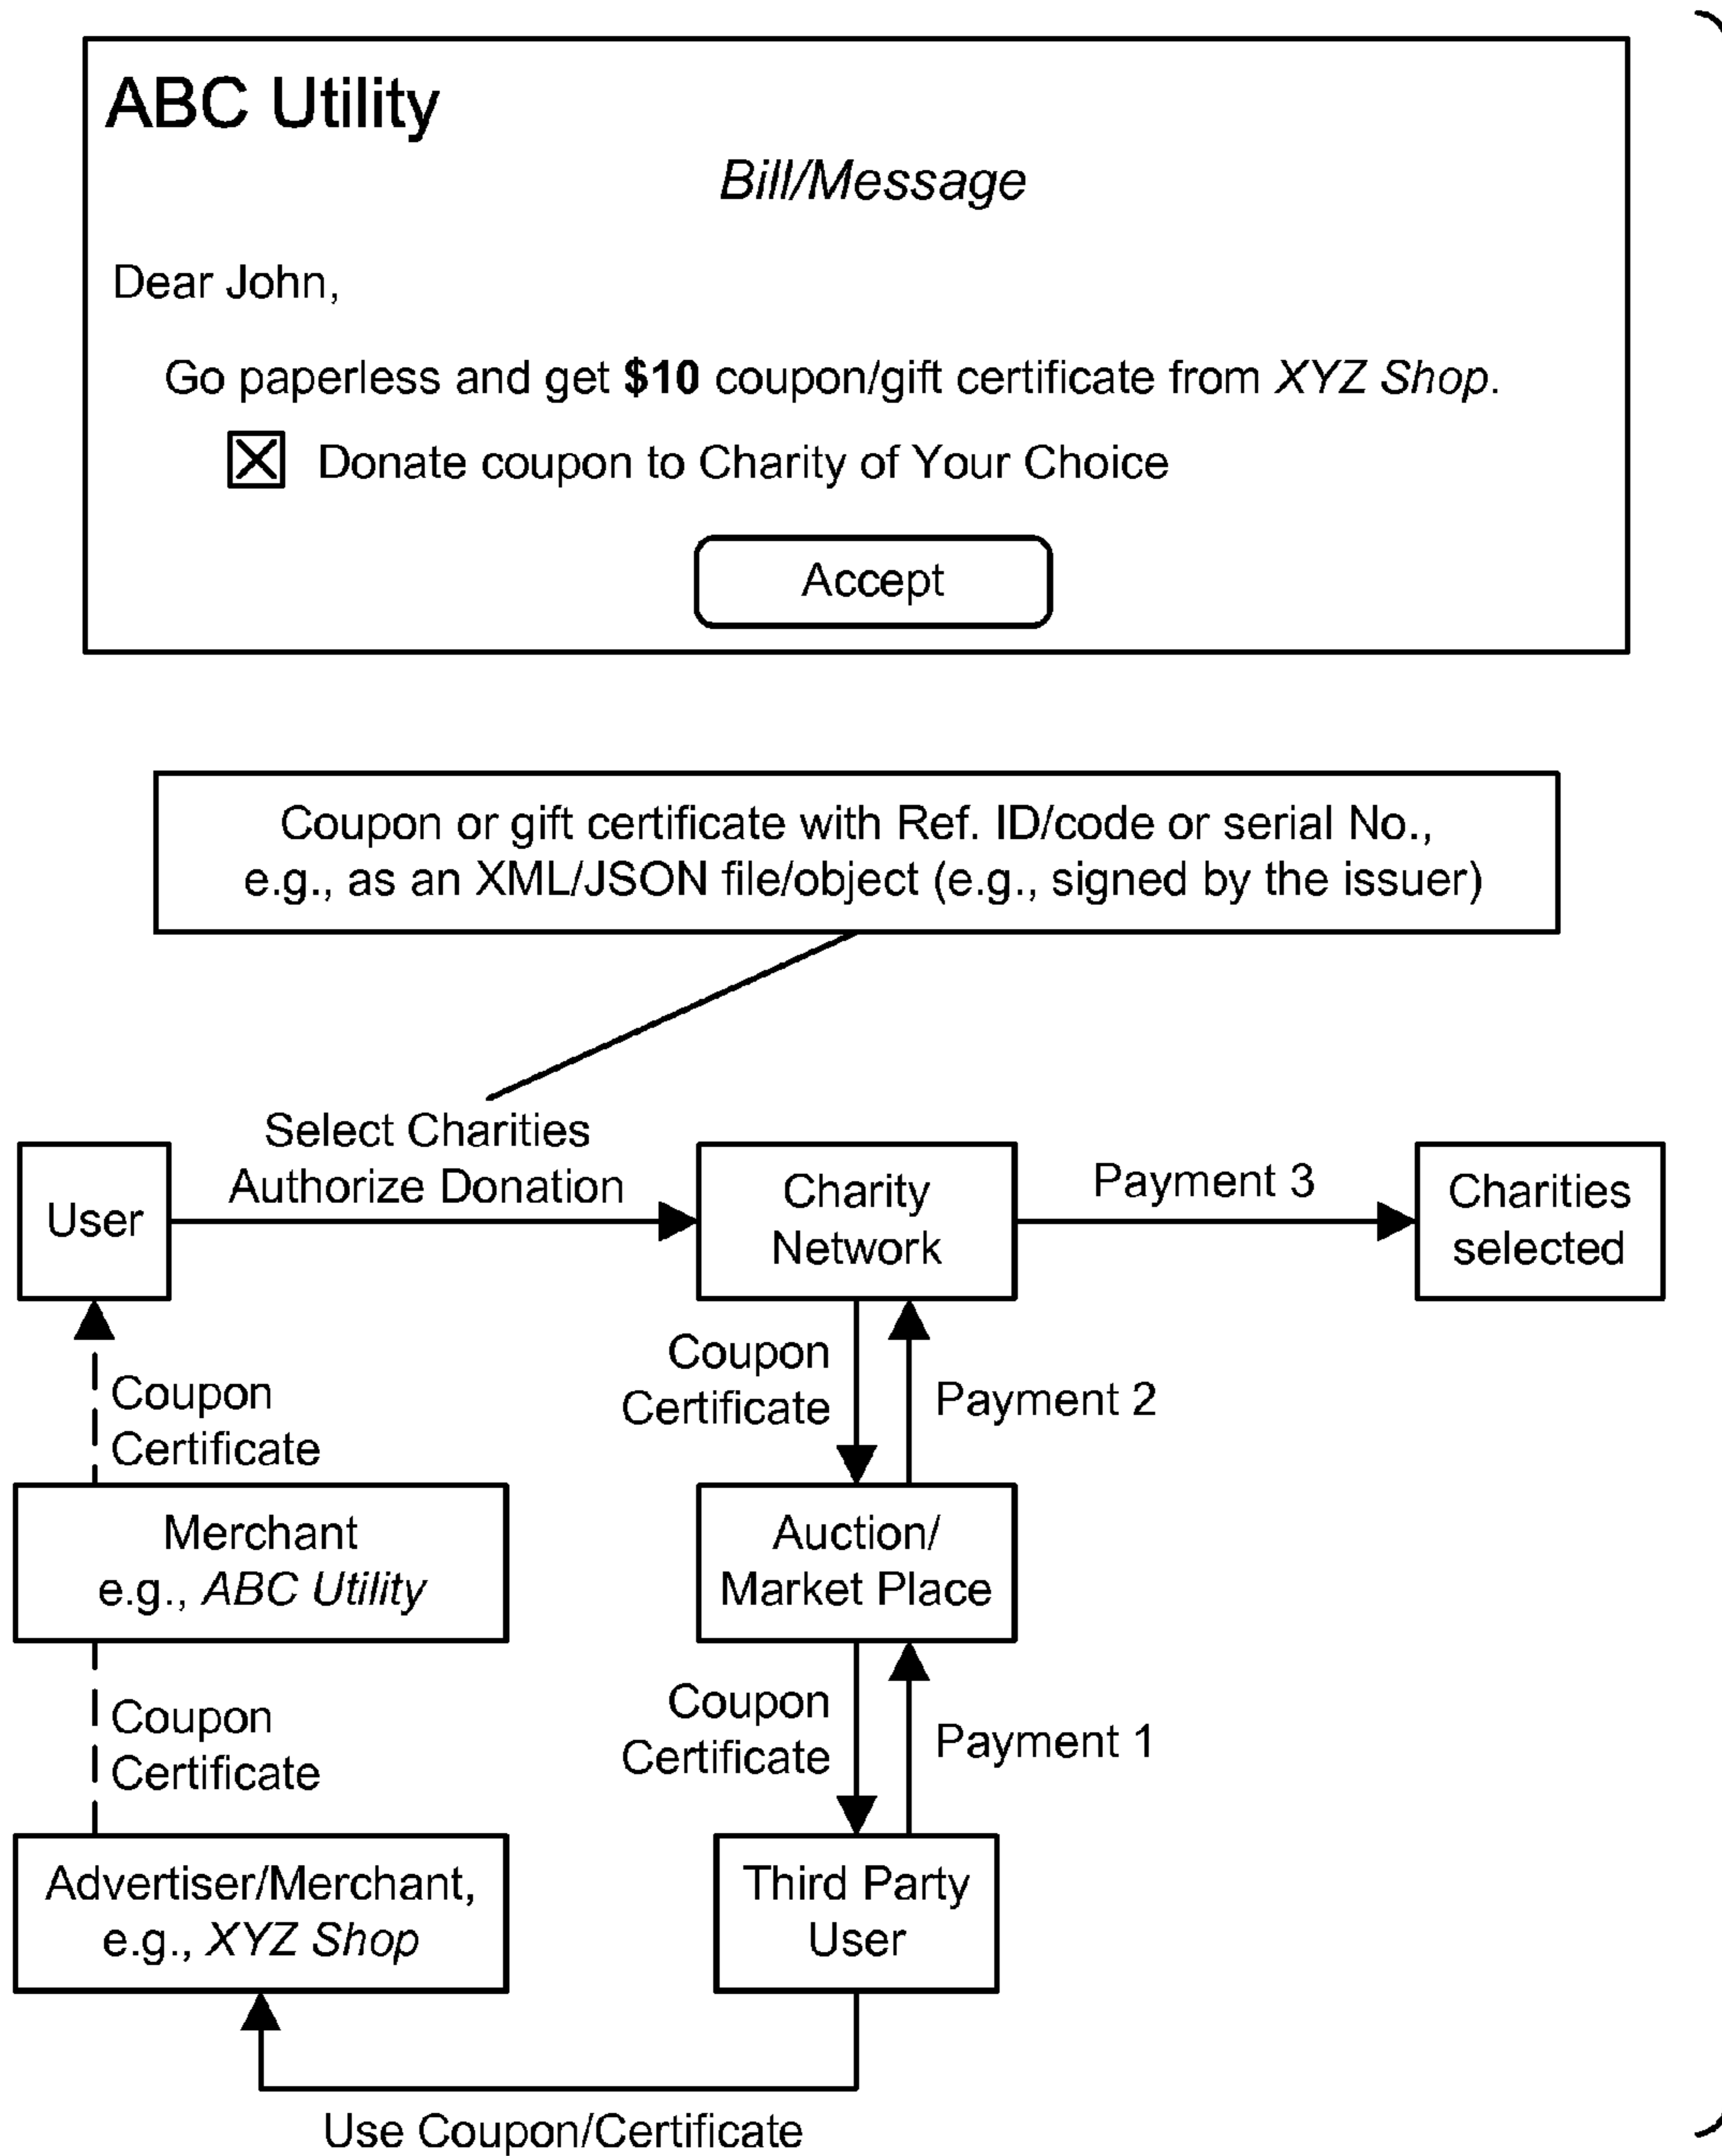 ABC Utility
Bill/Message
Dear John,
Go paperless and get $10 coupon/gift certificate from XYZ Shop.
Donate coupon to Charity of Your Choice
Accept
Coupon or gift certificate with Ref. ID/code or serial No.,
e.g., as an XML/JSON file/object (e.g., signed by the issuer)
Select Charities
Authorize Donation
User
Charity
Network
Payment 3
Charities
selected
Coupon
Certificate
Coupon
Certificate
Payment 2
Merchant
e.g., ABC Utility
Auction/
Market Place
Coupon
Certificate
Coupon
Certificate
Payment 1
Advertiser/Merchant,
e.g., XYZ Shop
Third Party
User
Use Coupon/Certificate